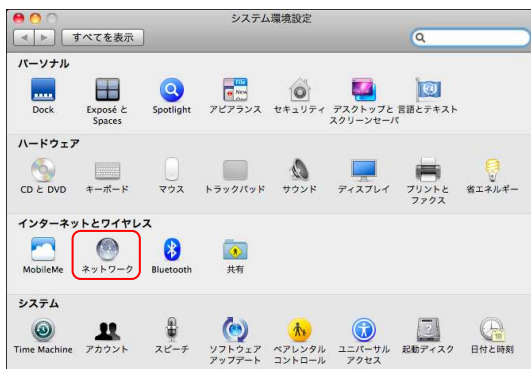 システム環境設定
すべてを表示
パーソナル
Dock
Exposé と
Spaces
Spotlight
アピアランス
セキュリティ
デスクトップと
スクリーンセーバ
言語とテキスト
ハードウェア
CD と DVD
キーボード
マウス
トラックパッド
サウンド
ディスプレイ
プリントと
ファクス
省エネルギー
インターネットとワイヤレス
MobileMe
ネットワーク
Bluetooth
共有
システム
Time Machine
アカウント
スピーチ
ソフトウェア
アップデート
ペアレンタル
コントロール
ユニバーサル
アクセス
起動ディスク
日付と時刻